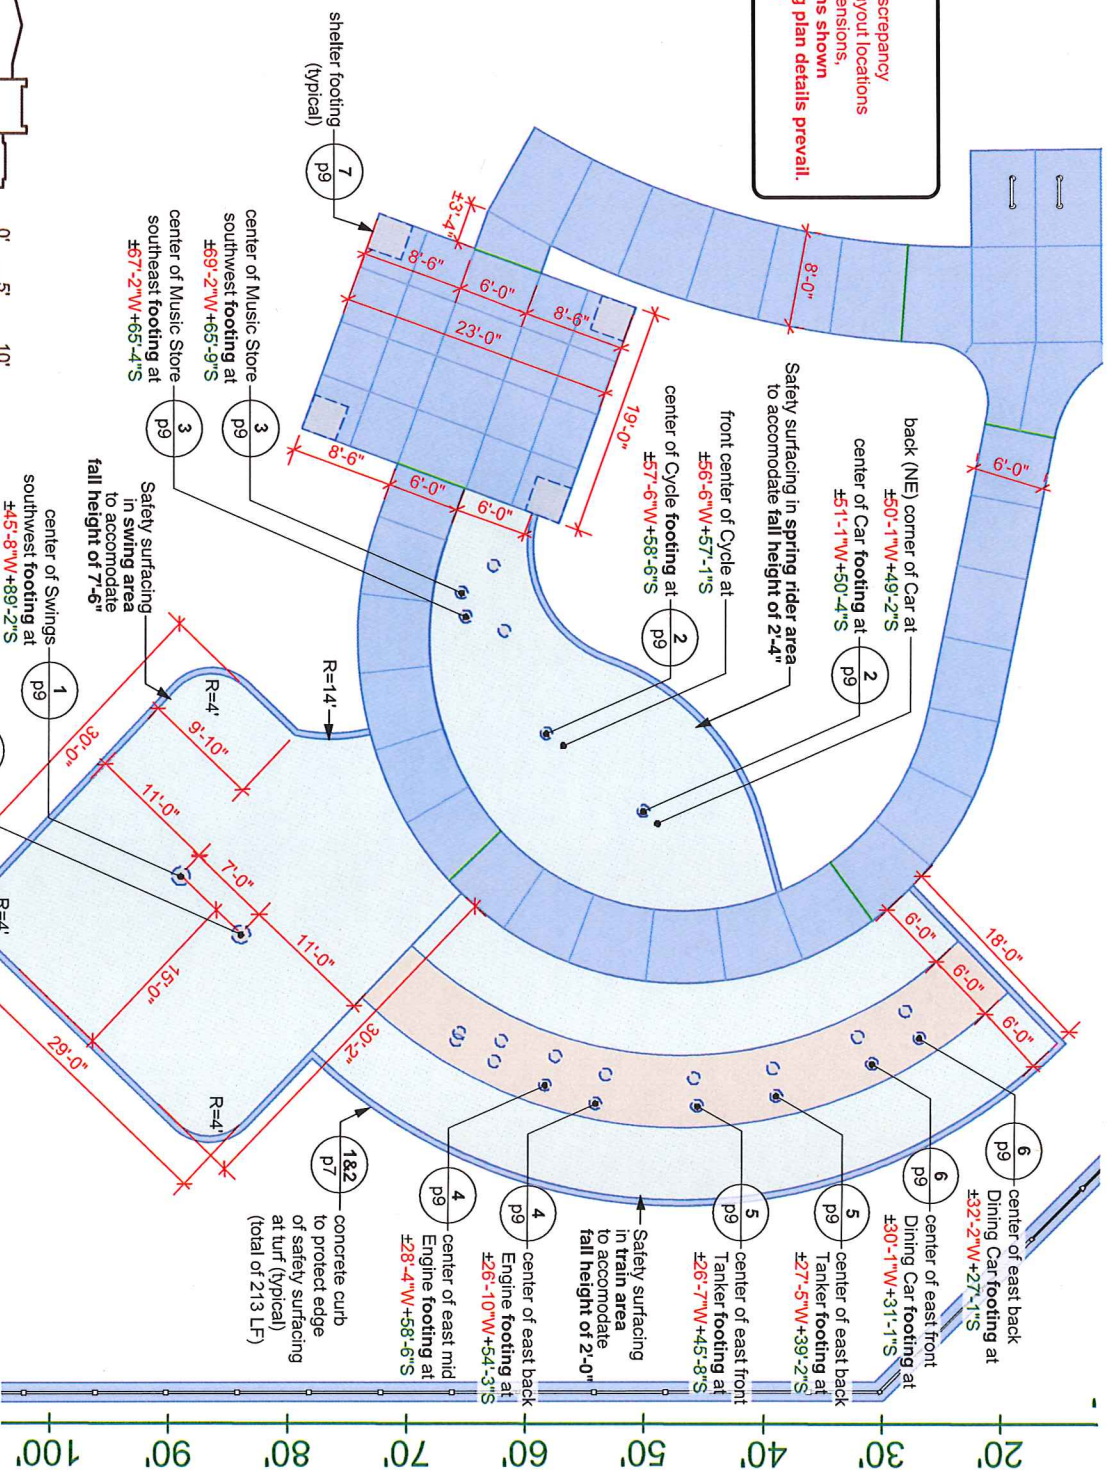 screpancy
yout locations
ensions,
ns shown
g plan details prevail.
shelter footing
(typical)
7
p9
center of Music Store
southwest footing at
±69'-2"W+65'-9"S
3
p9
center of Music Store
southeast footing at
±67'-2"W+65'-4"S
3
p9
±3'-4"
8'-6"
6'-0"
8'-6"
23'-0"
19'-0"
8'-6"
6'-0"
6'-0"
8'-0"
6'-0"
Safety surfacing in spring rider area
to accomodate fall height of 2'-4"
back (NE) corner of Car at
±50'-1"W+49'-2"S
center of Car footing at
±51'-1"W+50'-4"S
2
p9
front center of Cycle at
±56'-6"W+57'-1"S
center of Cycle footing at
±57'-6"W+58'-6"S
2
p9
Safety surfacing
in swing area
to accomodate
fall height of 7'-6"
center of Swings
southwest footing at
±45'-8"W+89'-2"S
1
p9
R=14'
R=4'
9'-10"
30'-0"
11'-0"
7'-0"
11'-0"
15'-0"
29'-0"
30'-2"
R=4'
R=4'
18'-0"
6'-0"
6'-0"
6'-0"
6
p9
center of east back
Dining Car footing at
±32'-2"W+27'-1"S
6
p9
center of east front
Dining Car footing at
±30'-1"W+31'-1"S
5
p9
center of east back
Tanker footing at
±27'-5"W+39'-2"S
5
p9
center of east front
Tanker footing at
±26'-7"W+45'-8"S
Safety surfacing
in train area
to accomodate
fall height of 2'-0"
4
p9
center of east back
Engine footing at
±26'-10"W+54'-3"S
4
p9
center of east mid
Engine footing at
±28'-4"W+58'-6"S
1&2
p7
concrete curb
to protect edge
of safety surfacing
at turf (typical)
(total of 213 LF)
0'
5'
10'
20'
30'
40'
50'
60'
70'
80'
90'
100'